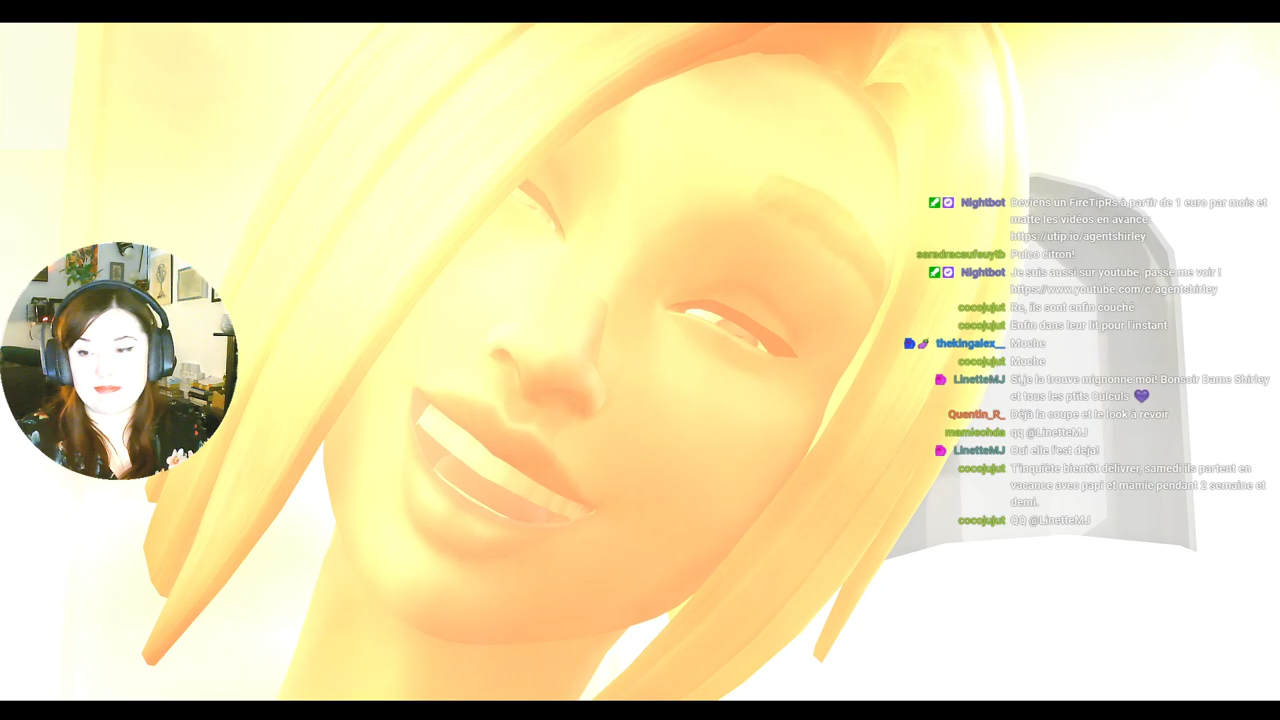 Nightbot Deviens un FireTipRs à partir de 1 euro par mois et
matte les vidéos en avance
https://utip.io/agentshirley
saradracaufeuytb Pulco citron!
Nightbot Je suis aussi sur youtube, passe me voir !
https://www.youtube.com/c/agentshirley
cocojujut Re, ils sont enfin couché
cocojujut Enfin dans leur lit pour l'instant
thekingalex__ Moche
cocojujut Moche
LinetteMJ Si,je la trouve mignonne moi! Bonsoir Dame Shirley
et tous les ptits Culculs 💜
Quentin_R_ Déjà la coupe et le look à revoir
mamieohda qq @LinetteMJ
LinetteMJ Oui elle l'est deja!
cocojujut T'inquiète bientôt délivrer, samedi ils partent en
vacance avec papi et mamie pendant 2 semaine et
demi.
cocojujut QQ @LinetteMJ